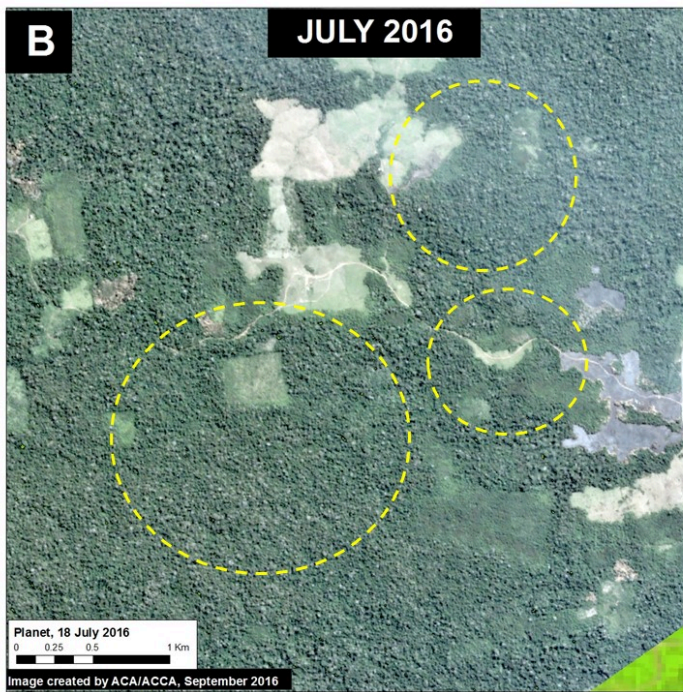 B
JULY 2016
Planet, 18 July 2016
0 0.25 0.5 1 Km
Image created by ACA/ACCA, September 2016